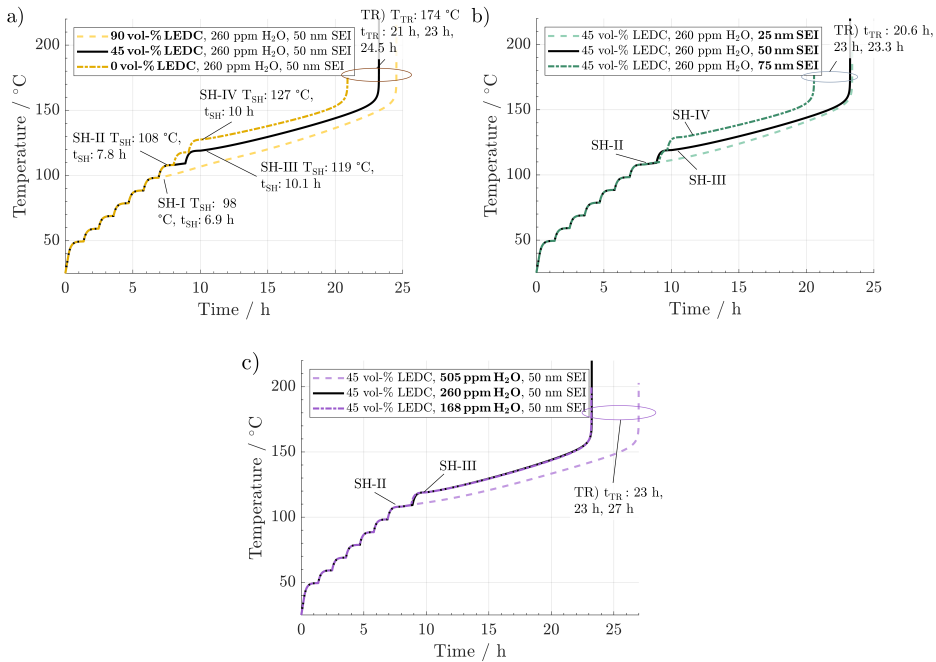 a)
TR) T_TR: 174 °C
t_TR: 21 h, 23 h,
24.5 h
90 vol-% LEDC, 260 ppm H₂O, 50 nm SEI
45 vol-% LEDC, 260 ppm H₂O, 50 nm SEI
0 vol-% LEDC, 260 ppm H₂O, 50 nm SEI
SH-IV T_SH: 127 °C,
t_SH: 10 h
SH-II T_SH: 108 °C,
t_SH: 7.8 h
SH-III T_SH: 119 °C,
t_SH: 10.1 h
SH-I T_SH: 98
°C, t_SH: 6.9 h
Temperature / °C
200
150
100
50
0 5 10 15 20 25
Time / h
b)
TR) t_TR: 20.6 h,
23 h, 23.3 h
45 vol-% LEDC, 260 ppm H₂O, 25 nm SEI
45 vol-% LEDC, 260 ppm H₂O, 50 nm SEI
45 vol-% LEDC, 260 ppm H₂O, 75 nm SEI
SH-IV
SH-II
SH-III
Temperature / °C
200
150
100
50
0 5 10 15 20 25
Time / h
c)
45 vol-% LEDC, 505 ppm H₂O, 50 nm SEI
45 vol-% LEDC, 260 ppm H₂O, 50 nm SEI
45 vol-% LEDC, 168 ppm H₂O, 50 nm SEI
SH-III
SH-II
TR) t_TR: 23 h,
23 h, 27 h
Temperature / °C
200
150
100
50
0 5 10 15 20 25
Time / h